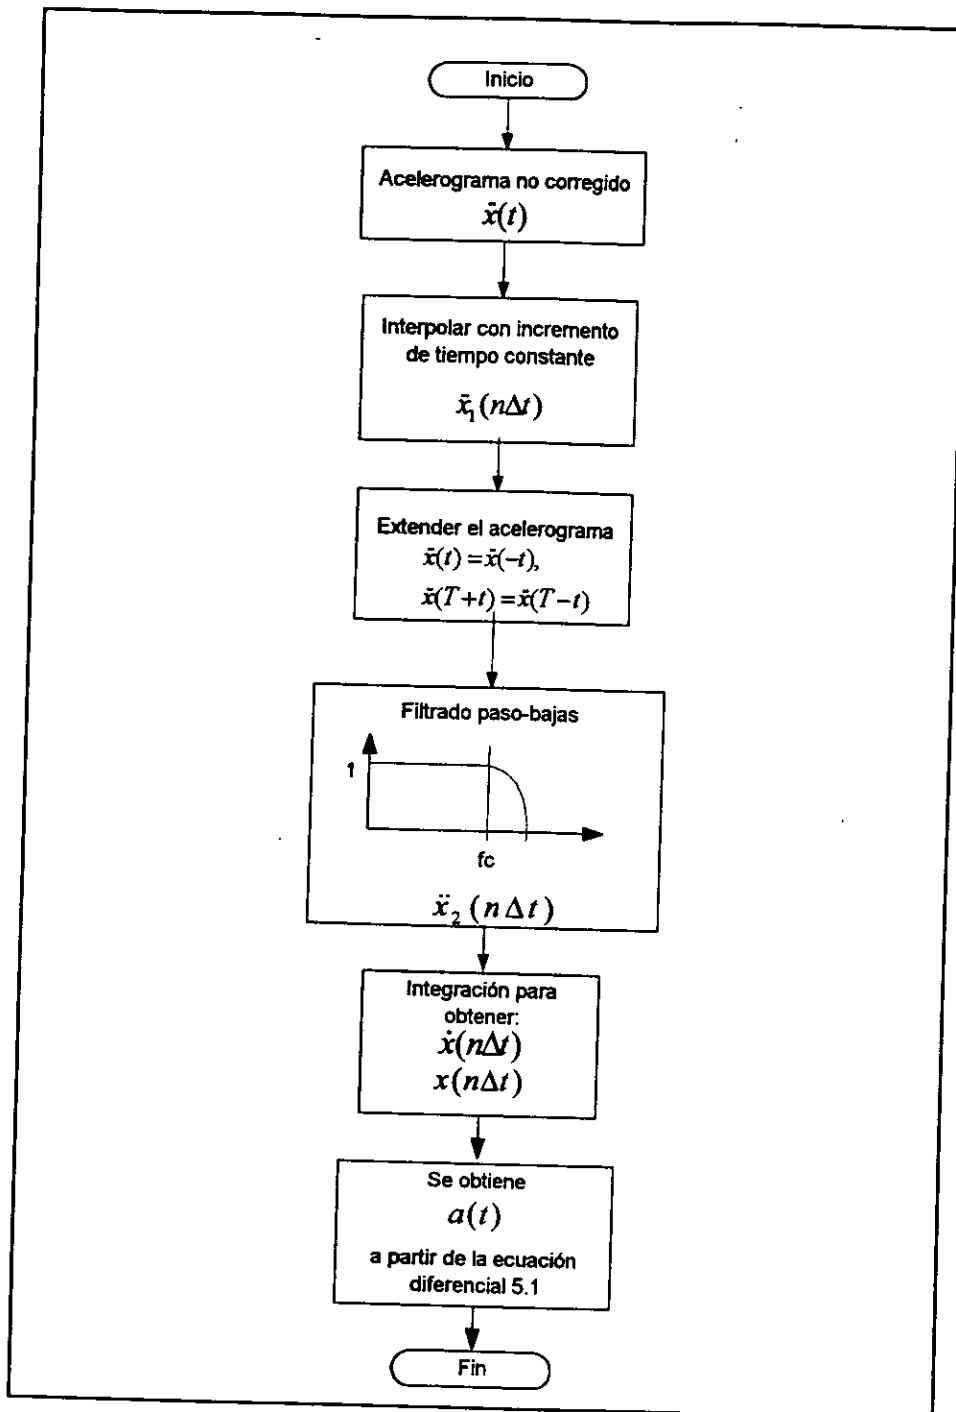 Inicio
Acelerograma no corregido
ẍ(t)
Interpolar con incremento
de tiempo constante
ẍ₁(nΔt)
Extender el acelerograma
ẍ(t)=ẍ(−t),
ẍ(T+t)=ẍ(T−t)
Filtrado paso-bajas
1
fc
ẍ₂(nΔt)
Integración para
obtener:
ẋ(nΔt)
x(nΔt)
Se obtiene
a(t)
a partir de la ecuación
diferencial 5.1
Fin